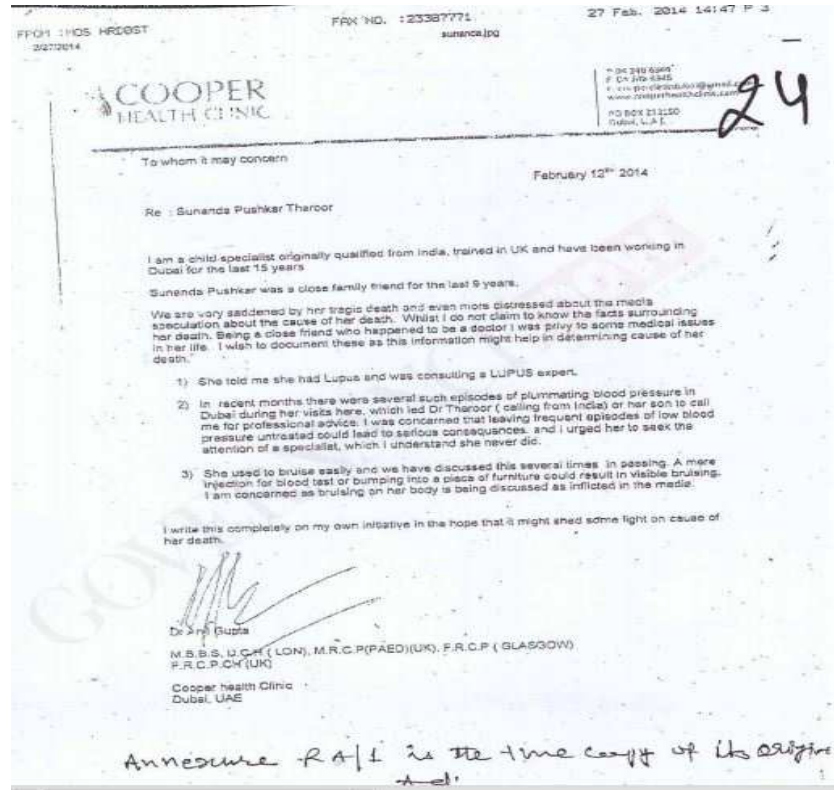 FROM : MOS HRDOST
FAX NO. : 23387771
27 Feb. 2014 14:47 P 3
2/27/2014
sunanda.jpg
COOPER
HEALTH CLINIC
www.cooperhealthclinic.com
PO BOX
Dubai, U.A.E.
24
To whom it may concern
February 12th 2014
Re : Sunanda Pushkar Tharoor
I am a child specialist originally qualified from India, trained in UK and have been working in
Dubai for the last 15 years
Sunanda Pushkar was a close family friend for the last 9 years.
We are very saddened by her tragic death and even more distressed about the media
speculation about the cause of her death. Whilst I do not claim to know the facts surrounding
her death. Being a close friend who happened to be a doctor I was privy to some medical issues
in her life. I wish to document these as this information might help in determining cause of her
death.
1) She told me she had Lupus and was consulting a LUPUS expert.
2) In recent months there were several such episodes of plummating blood pressure in
Dubai during her visits here, which led Dr Tharoor ( calling from India) or her son to call
me for professional advice. I was concerned that leaving frequent episodes of low blood
pressure untreated could lead to serious consequences. and I urged her to seek the
attention of a specialist, which I understand she never did.
3) She used to bruise easily and we have discussed this several times in passing. A mere
injection for blood test or bumping into a piece of furniture could result in visible bruising.
I am concerned as bruising on her body is being discussed as inflicted in the media.
I write this completely on my own initiative in the hope that it might shed some light on cause of
her death.
Dr Gupta
M.B.B.S, D.C.H ( LON), M.R.C.P(PAED)(UK), F.R.C.P ( GLASGOW)
F.R.C.P.CH (UK)
Cooper health Clinic
Dubai, UAE
Annexure RA/1 is the true copy of its origin